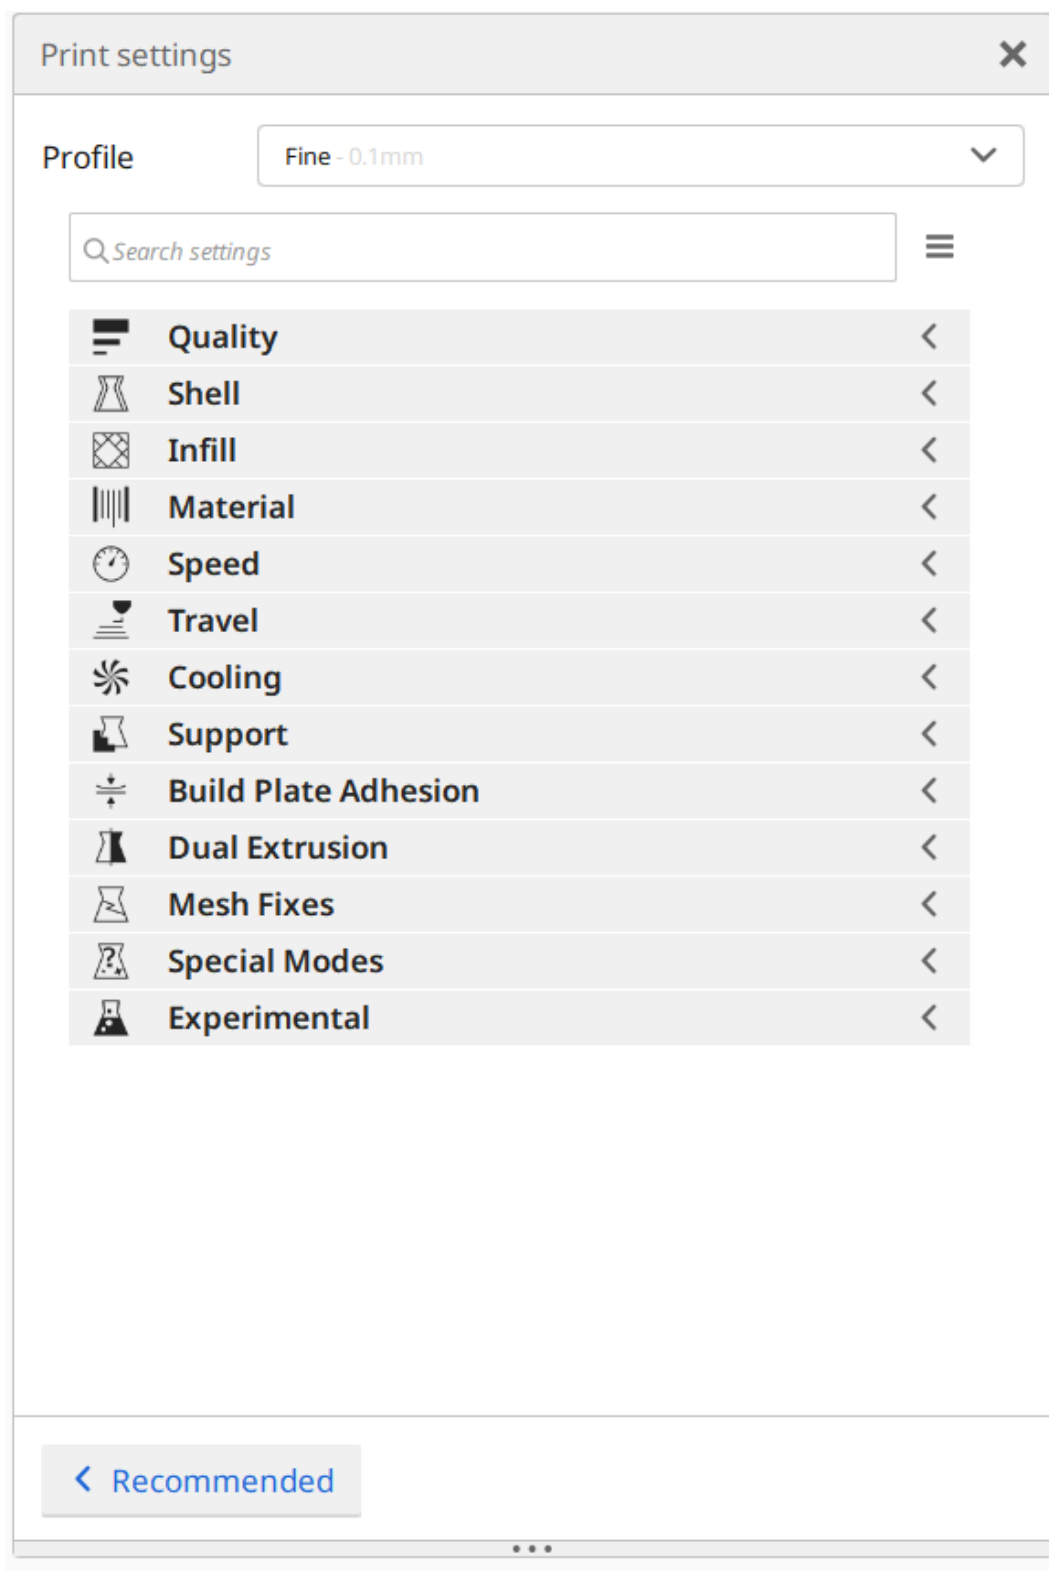 Print settings
Profile
Fine - 0.1mm
Search settings
Quality
Shell
Infill
Material
Speed
Travel
Cooling
Support
Build Plate Adhesion
Dual Extrusion
Mesh Fixes
Special Modes
Experimental
Recommended